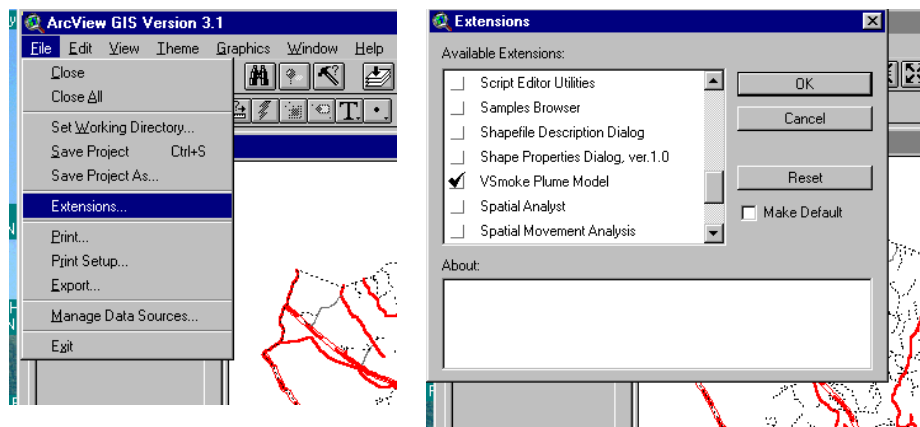 ArcView GIS Version 3.1
File Edit View Theme Graphics Window Help
Close
Close All
Set Working Directory...
Save Project Ctrl+S
Save Project As...
Extensions...
Print...
Print Setup...
Export...
Manage Data Sources...
Exit
Extensions
Available Extensions:
Script Editor Utilities
Samples Browser
Shapefile Description Dialog
Shape Properties Dialog, ver.1.0
VSmoke Plume Model
Spatial Analyst
Spatial Movement Analysis
OK
Cancel
Reset
Make Default
About: